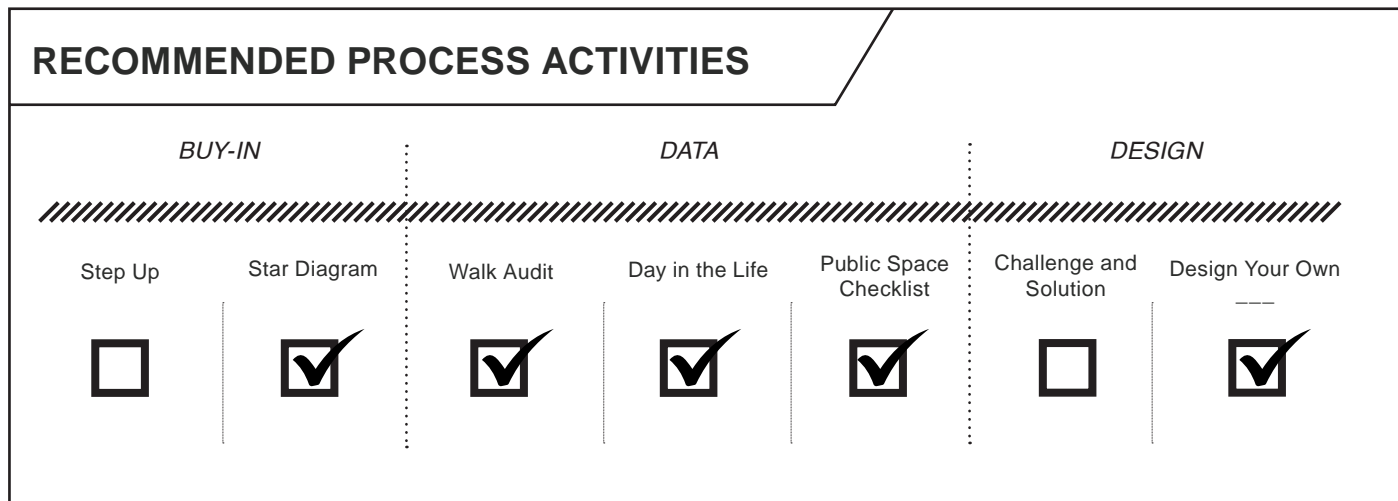 RECOMMENDED PROCESS ACTIVITIES
BUY-IN
DATA
DESIGN
Step Up
Star Diagram
Walk Audit
Day in the Life
Public Space
Checklist
Challenge and
Solution
Design Your Own
___